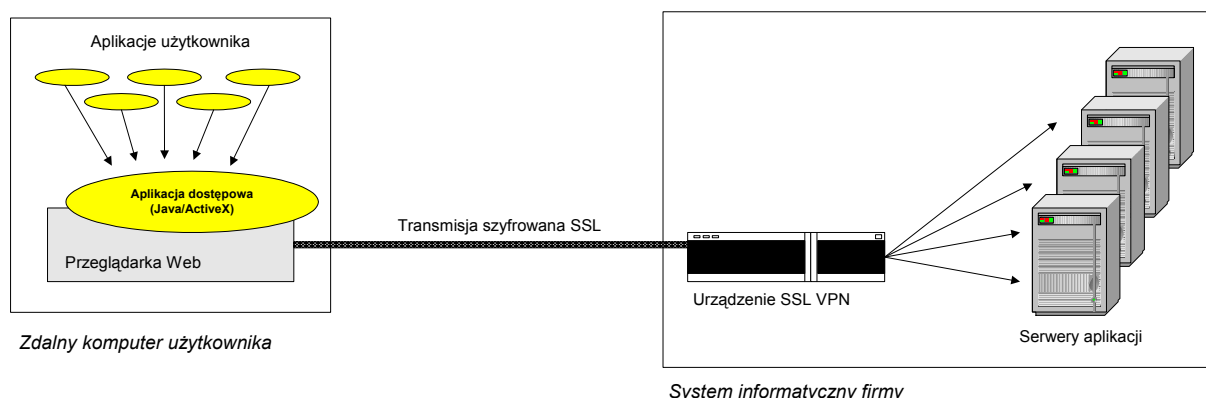 Aplikacje użytkownika
Aplikacja dostępowa
(Java/ActiveX)
Przeglądarka Web
Zdalny komputer użytkownika
Transmisja szyfrowana SSL
Urządzenie SSL VPN
Serwery aplikacji
System informatyczny firmy